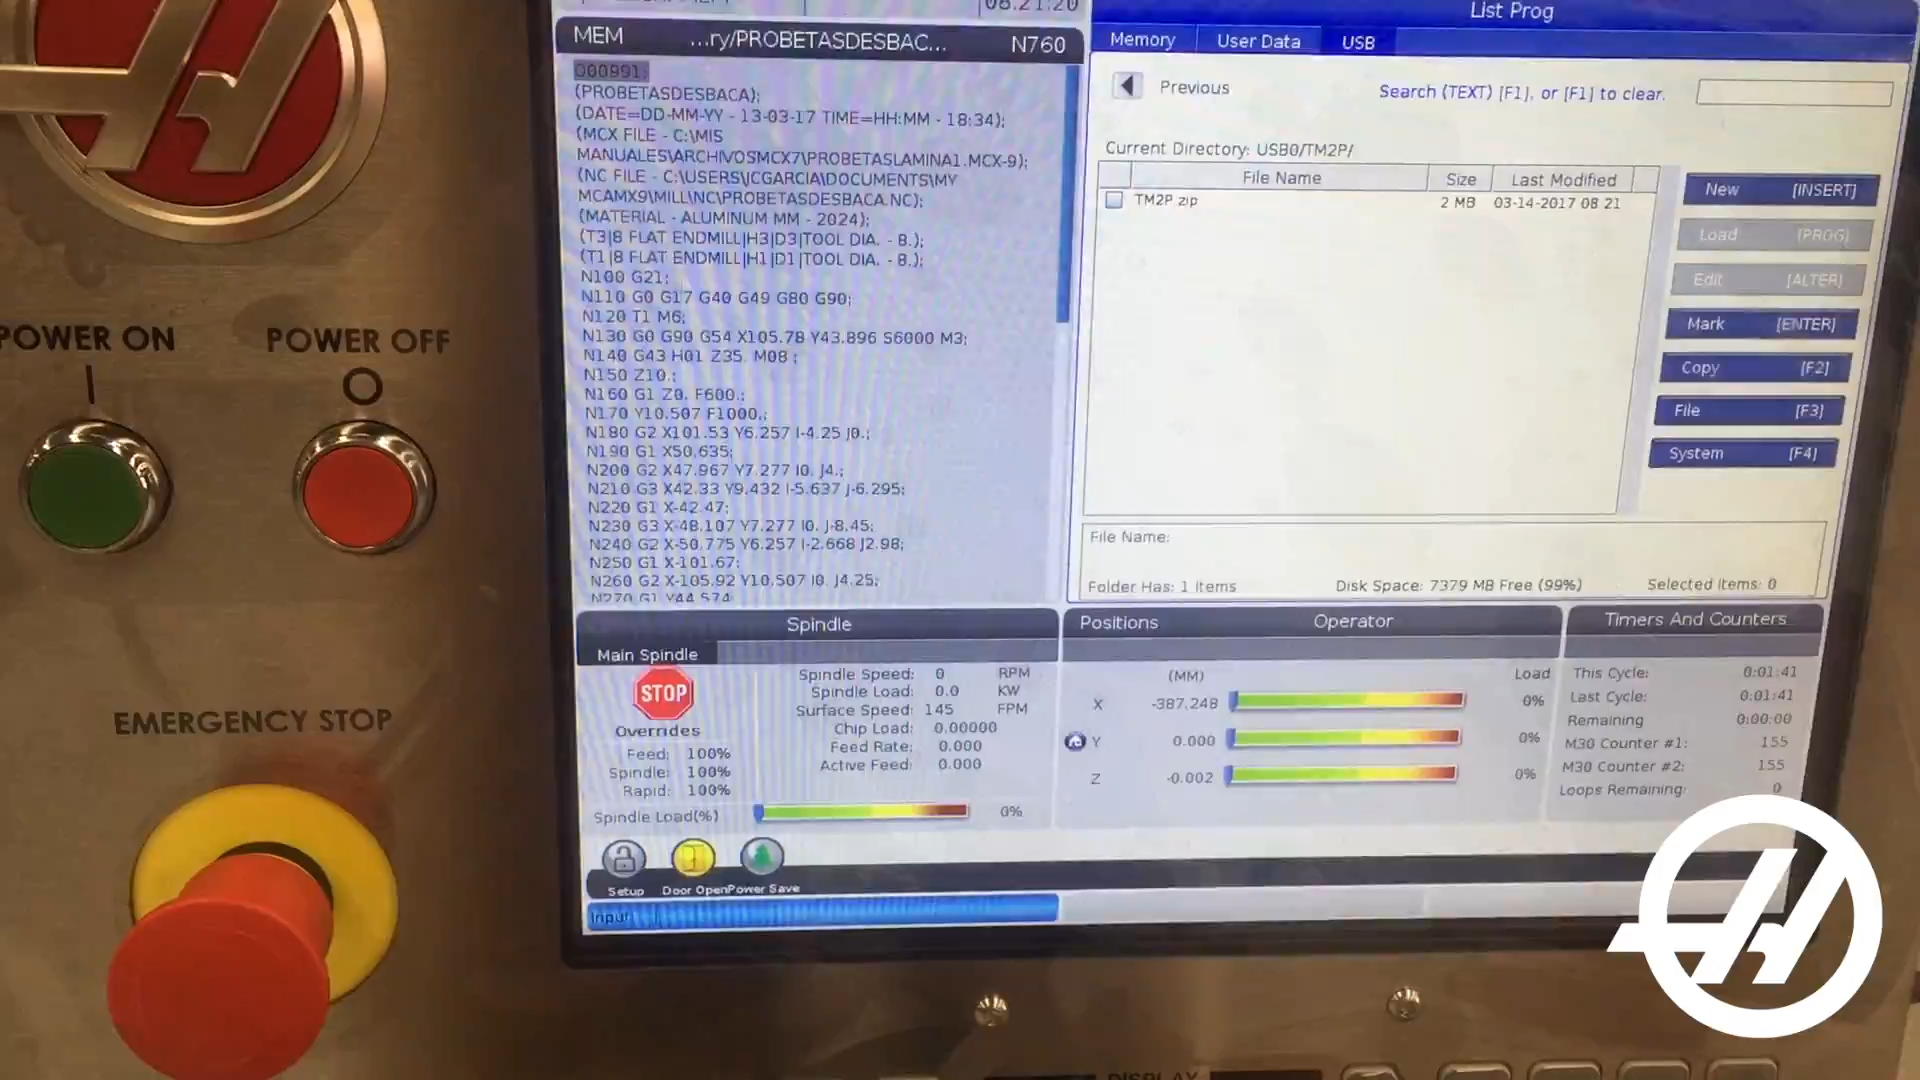 08:21:20
MEM ...ry/PROBETASDESBAC... N760
O00991;
(PROBETASDESBACA);
(DATE=DD-MM-YY - 13-03-17 TIME=HH:MM - 18:34);
(MCX FILE - C:\MIS
MANUALES\ARCHIVOSMCX7\PROBETASLAMINA1.MCX-9);
(NC FILE - C:\USERS\JCGARCIA\DOCUMENTS\MY
MCAMX9\MILL\NC\PROBETASDESBACA.NC);
(MATERIAL - ALUMINUM MM - 2024);
(T3|8 FLAT ENDMILL|H3|D3|TOOL DIA. - 8.);
(T1|8 FLAT ENDMILL|H1|D1|TOOL DIA. - 8.);
N100 G21;
N110 G0 G17 G40 G49 G80 G90;
N120 T1 M6;
N130 G0 G90 G54 X105.78 Y43.896 S6000 M3;
N140 G43 H01 Z35. M08 ;
N150 Z10.;
N160 G1 Z0. F600.;
N170 Y10.507 F1000.;
N180 G2 X101.53 Y6.257 I-4.25 J0.;
N190 G1 X50.635;
N200 G2 X47.967 Y7.277 I0. J4.;
N210 G3 X42.33 Y9.432 I-5.637 J-6.295;
N220 G1 X-42.47;
N230 G3 X-48.107 Y7.277 I0. J-8.45;
N240 G2 X-50.775 Y6.257 I-2.668 J2.98;
N250 G1 X-101.67;
N260 G2 X-105.92 Y10.507 I0. J4.25;
N270 G1 Y44.574
List Prog
Memory User Data USB
Previous Search (TEXT) [F1], or [F1] to clear.
Current Directory: USB0/TM2P/
File Name Size Last Modified
TM2P.zip 2 MB 03-14-2017 08 21
New [INSERT]
Load [PROG]
Edit [ALTER]
Mark [ENTER]
Copy [F2]
File [F3]
System [F4]
File Name:
Folder Has: 1 Items Disk Space: 7379 MB Free (99%) Selected Items: 0
Spindle
Main Spindle
STOP
Overrides
Feed: 100%
Spindle: 100%
Rapid: 100%
Spindle Speed: 0 RPM
Spindle Load: 0.0 KW
Surface Speed: 145 FPM
Chip Load: 0.00000
Feed Rate: 0.000
Active Feed: 0.000
Spindle Load(%) 0%
Positions Operator
(MM) Load
X -387.248 0%
Y 0.000 0%
Z -0.002 0%
Timers And Counters
This Cycle: 0:01:41
Last Cycle: 0:01:41
Remaining 0:00:00
M30 Counter #1: 155
M30 Counter #2: 155
Loops Remaining: 0
Setup Door Open Power Save
Input
POWER ON
POWER OFF
EMERGENCY STOP
DISPLAY